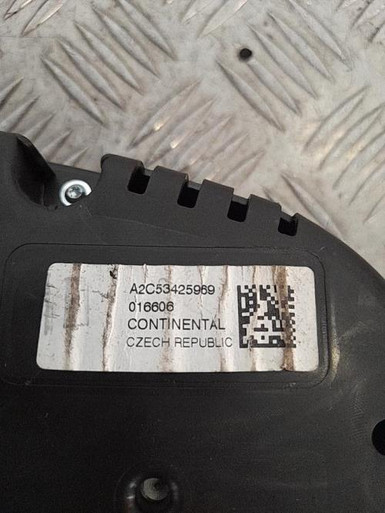 A2C53425969
016606
CONTINENTAL
CZECH REPUBLIC